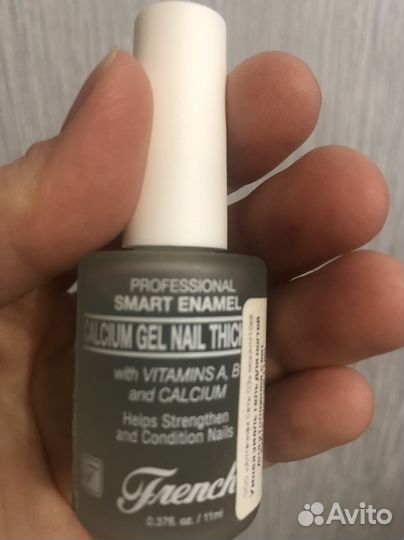 PROFESSIONAL
SMART ENAMEL
CALCIUM GEL NAIL THICK
with VITAMINS A, B
and CALCIUM
Helps Strengthen
and Condition Nails
French
0.37fl. oz. / 11ml
Avito